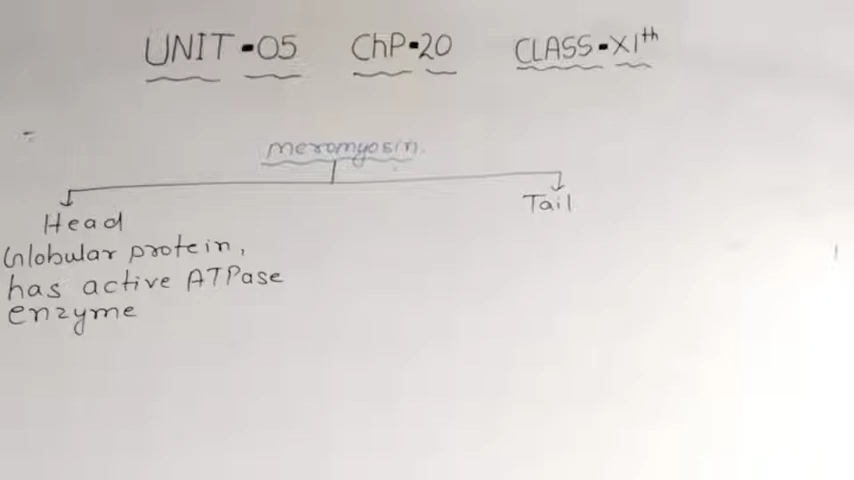 UNIT-05 ChP-20 CLASS-XIth
Meromyosin.
Head
Tail
Globular protein,
has active ATPase
enzyme